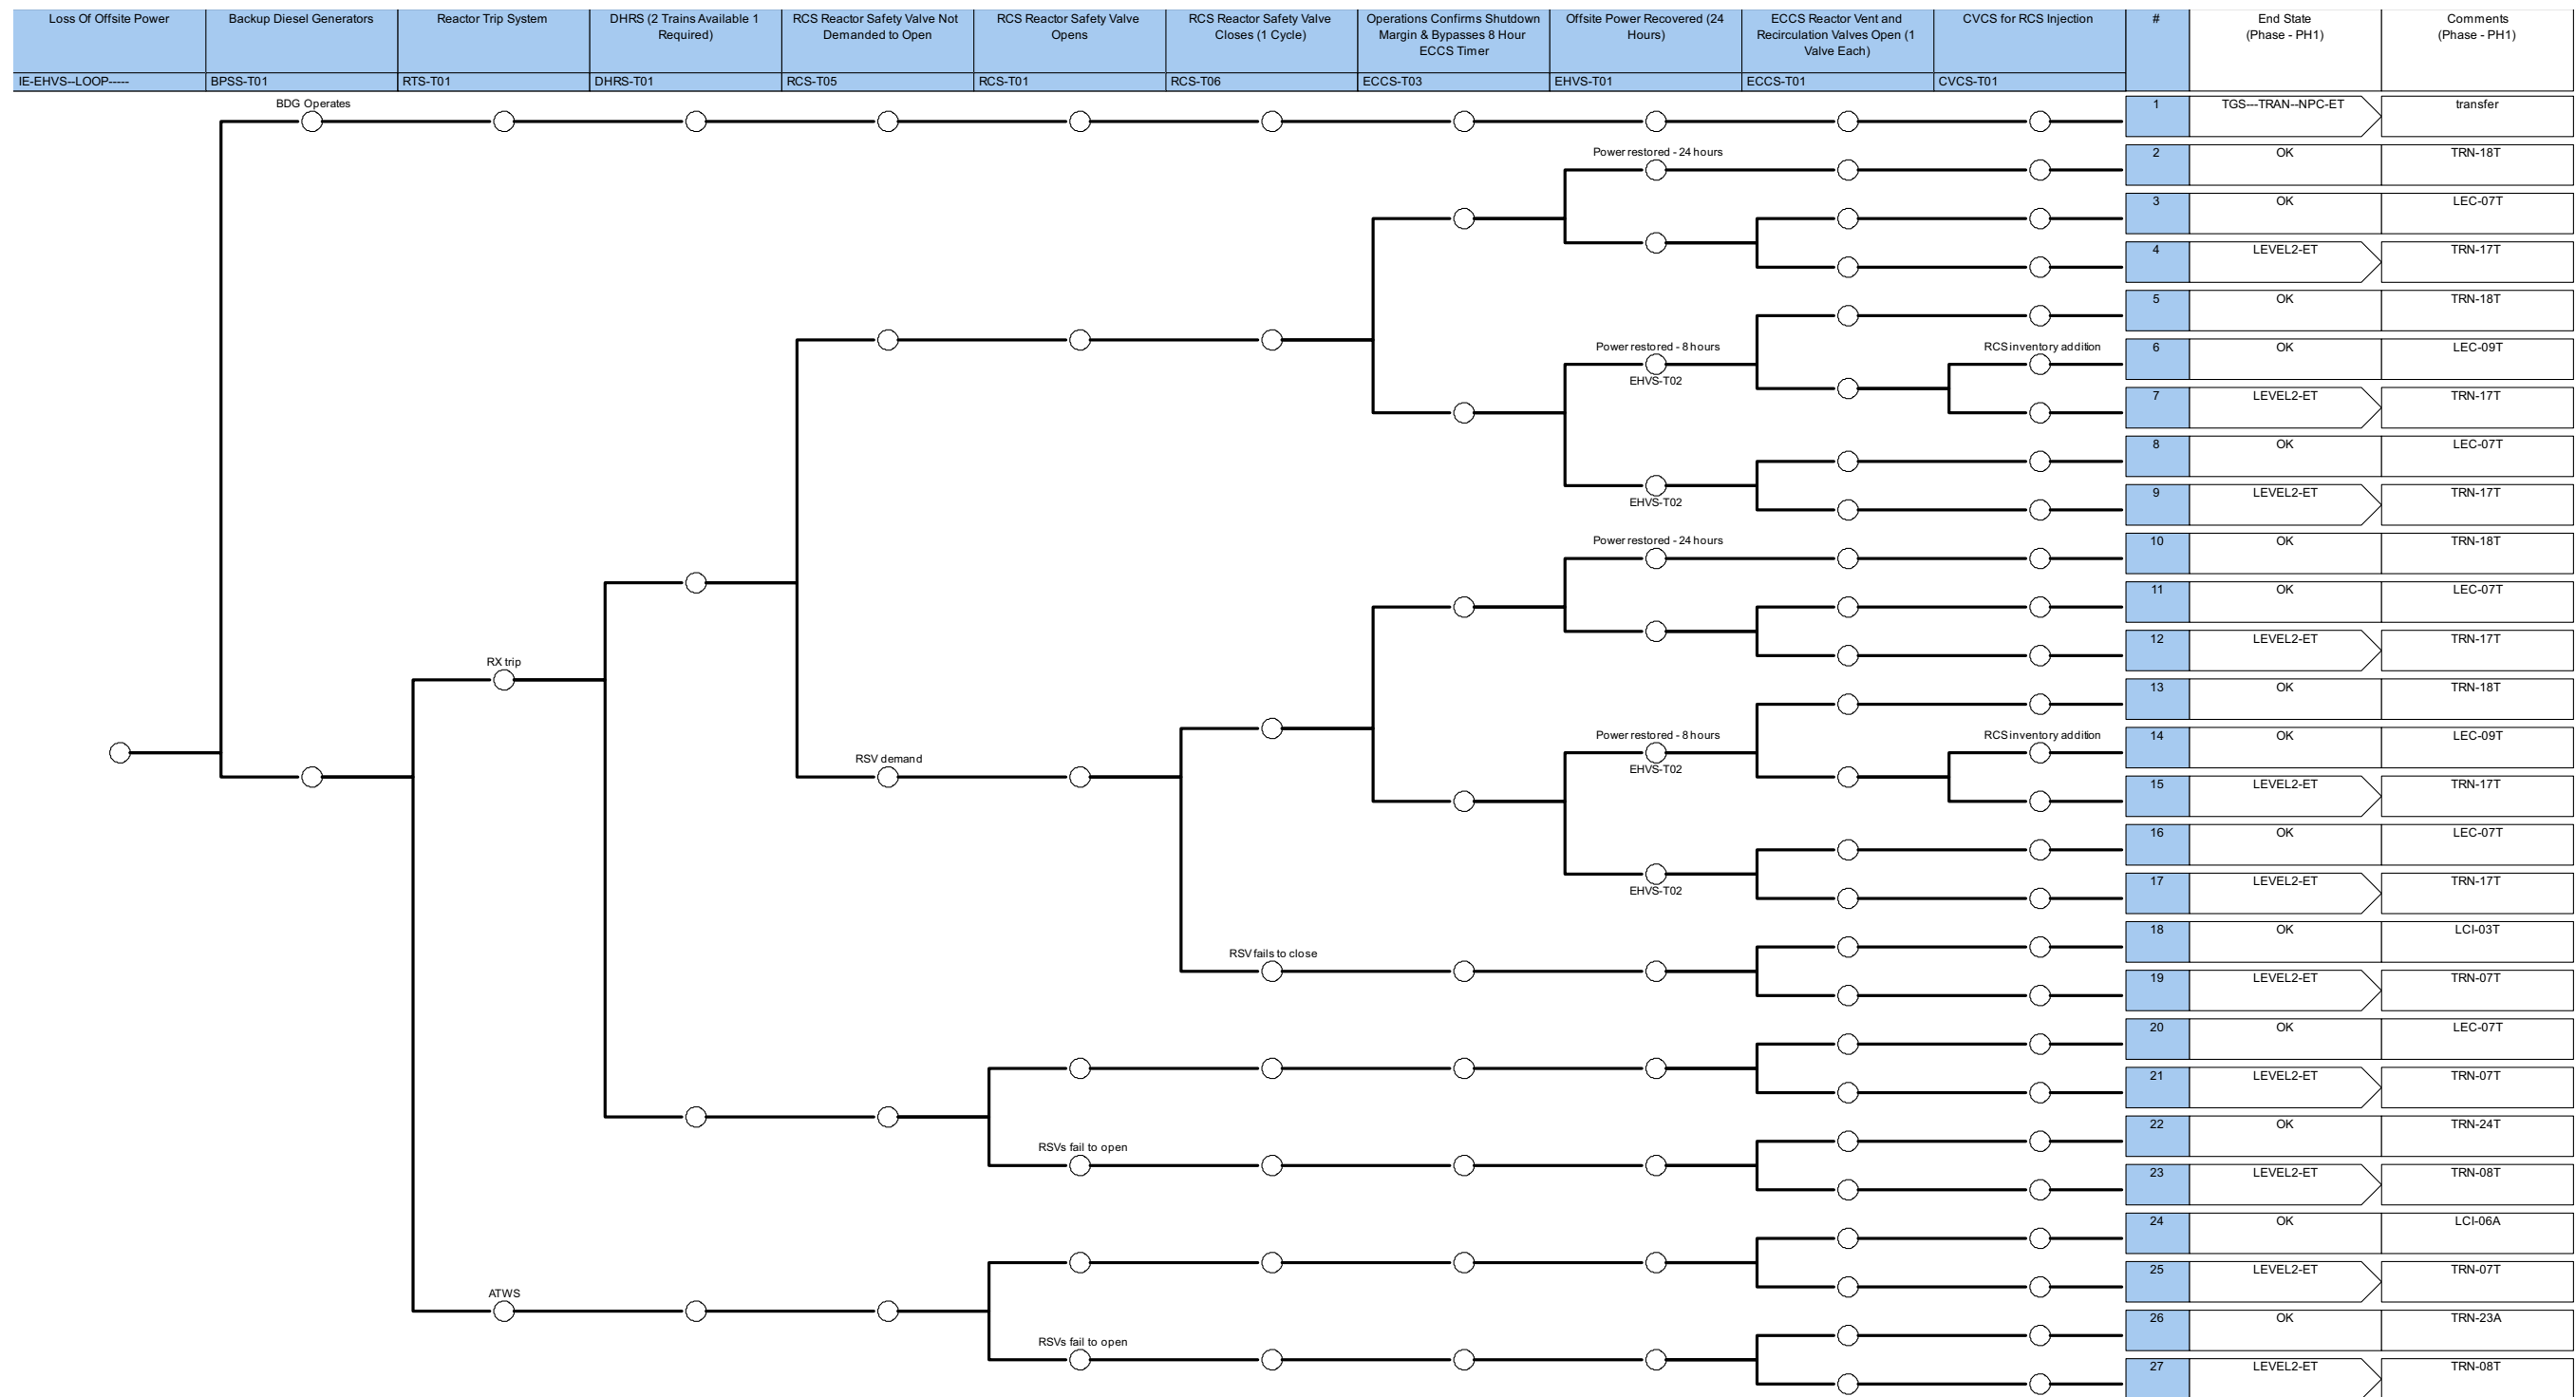 Loss Of Offsite Power
Backup Diesel Generators
Reactor Trip System
DHRS (2 Trains Available 1
Required)
RCS Reactor Safety Valve Not
Demanded to Open
RCS Reactor Safety Valve
Opens
RCS Reactor Safety Valve
Closes (1 Cycle)
Operations Confirms Shutdown
Margin & Bypasses 8 Hour
ECCS Timer
Offsite Power Recovered (24
Hours)
ECCS Reactor Vent and
Recirculation Valves Open (1
Valve Each)
CVCS for RCS Injection
#
End State
(Phase - PH1)
Comments
(Phase - PH1)
IE-EHVS--LOOP-----
BPSS-T01
RTS-T01
DHRS-T01
RCS-T05
RCS-T01
RCS-T06
ECCS-T03
EHVS-T01
ECCS-T01
CVCS-T01
BDG Operates
1
TGS---TRAN--NPC-ET
transfer
Power restored - 24 hours
2
OK
TRN-18T
3
OK
LEC-07T
4
LEVEL2-ET
TRN-17T
5
OK
TRN-18T
Power restored - 8 hours
EHVS-T02
RCS inventory addition
6
OK
LEC-09T
7
LEVEL2-ET
TRN-17T
8
OK
LEC-07T
EHVS-T02
9
LEVEL2-ET
TRN-17T
Power restored - 24 hours
10
OK
TRN-18T
11
OK
LEC-07T
12
LEVEL2-ET
TRN-17T
RX trip
13
OK
TRN-18T
RSV demand
Power restored - 8 hours
EHVS-T02
RCS inventory addition
14
OK
LEC-09T
15
LEVEL2-ET
TRN-17T
16
OK
LEC-07T
EHVS-T02
17
LEVEL2-ET
TRN-17T
18
OK
LCI-03T
RSV fails to close
19
LEVEL2-ET
TRN-07T
20
OK
LEC-07T
21
LEVEL2-ET
TRN-07T
22
OK
TRN-24T
RSVs fail to open
23
LEVEL2-ET
TRN-08T
24
OK
LCI-06A
25
LEVEL2-ET
TRN-07T
ATWS
26
OK
TRN-23A
RSVs fail to open
27
LEVEL2-ET
TRN-08T